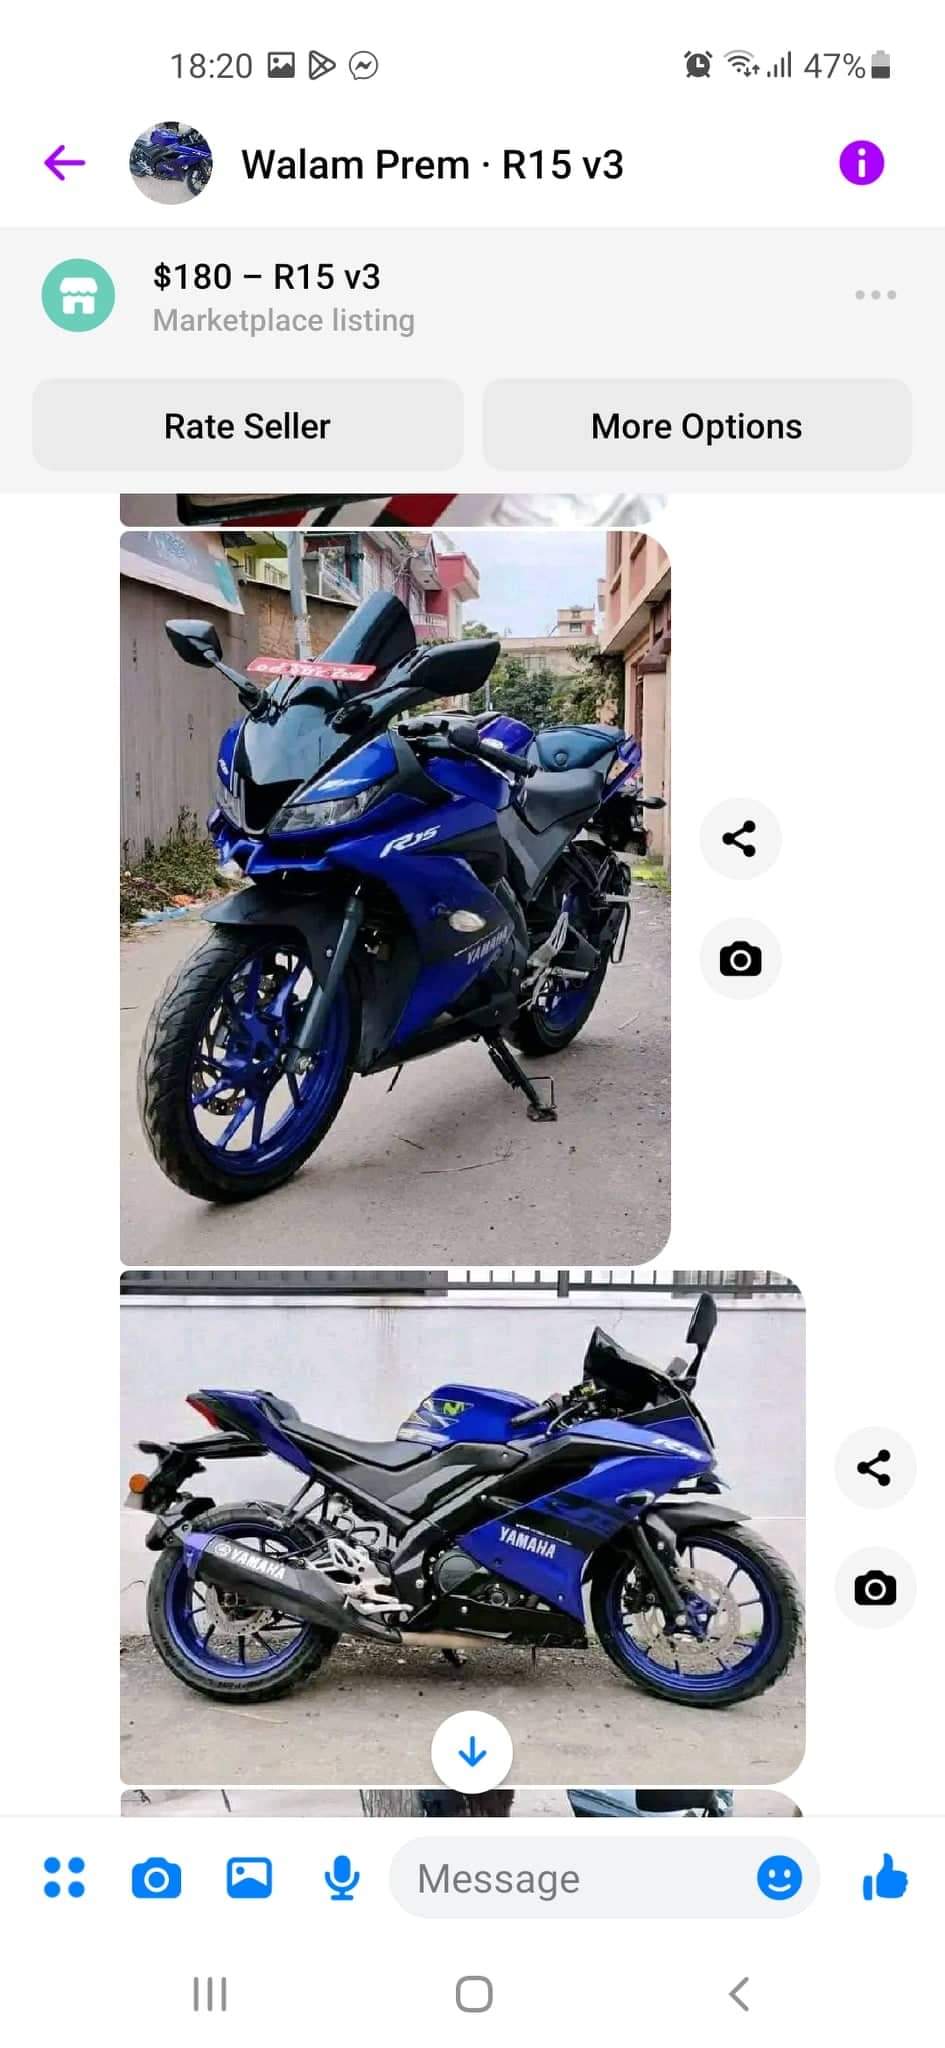 18:20
47%
Walam Prem · R15 v3
$180 – R15 v3
Marketplace listing
Rate Seller
More Options
R15
YAMAHA
YAMAHA
YAMAHA
Message